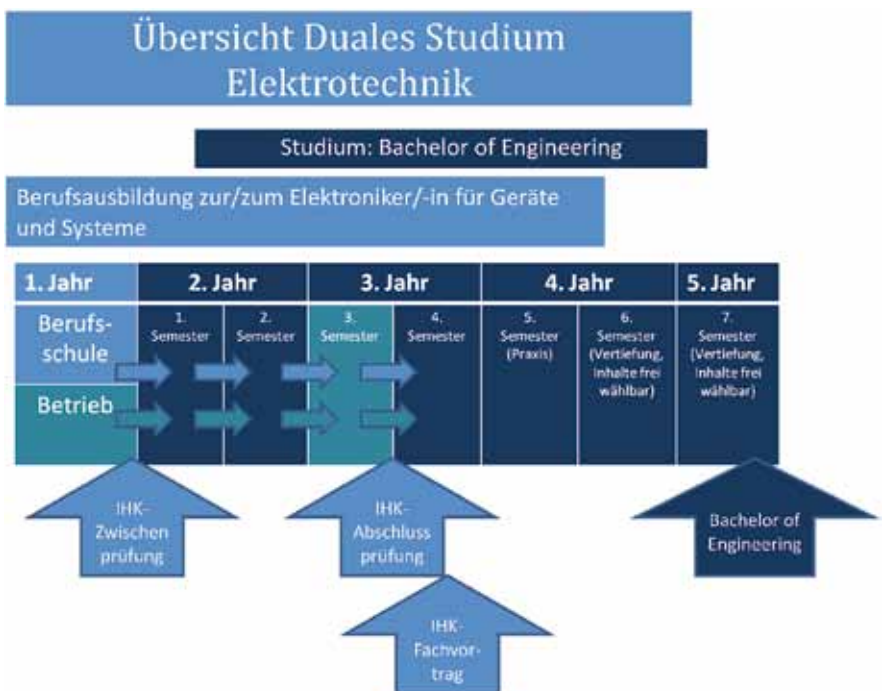 Übersicht Duales Studium
Elektrotechnik
Studium: Bachelor of Engineering
Berufsausbildung zur/zum Elektroniker/-in für Geräte
und Systeme
1. Jahr
2. Jahr
3. Jahr
4. Jahr
5. Jahr
Berufs-
schule
Betrieb
1.
Semester
2.
Semester
3.
Semester
4.
Semester
5.
Semester
(Praxis)
6.
Semester
(Vertiefung,
Inhalte frei
wählbar)
7.
Semester
(Vertiefung,
Inhalte frei
wählbar)
IHK-
Zwischen
prüfung
IHK-
Abschluss
prüfung
IHK-
Fachvor-
trag
Bachelor of
Engineering